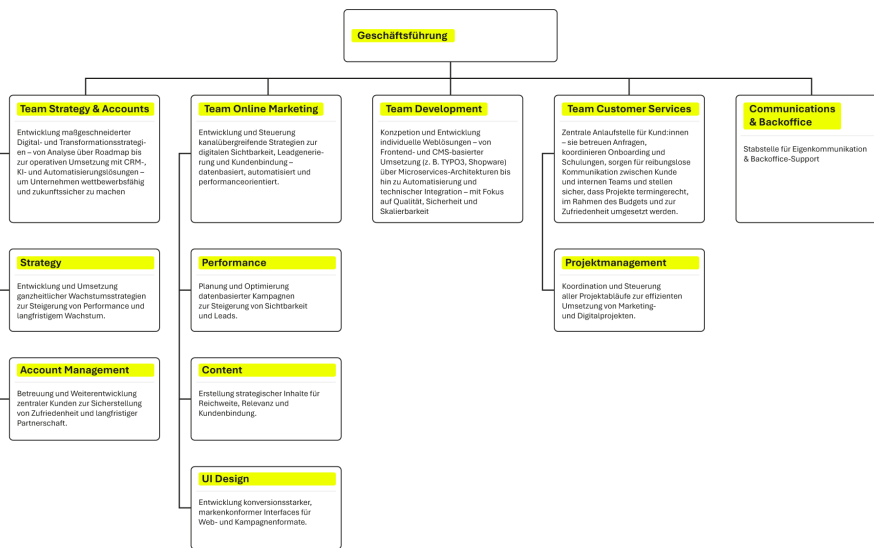 Geschäftsführung
Team Strategy & Accounts
Entwicklung maßgeschneiderter
Digital- und Transformationsstrategi-
en – von Analyse über Roadmap bis
zur operativen Umsetzung mit CRM-,
KI- und Automatisierungslösungen –
um Unternehmen wettbewerbsfähig
und zukunftssicher zu machen
Team Online Marketing
Entwicklung und Steuerung
kanalübergreifende Strategien zur
digitalen Sichtbarkeit, Leadgenerie-
rung und Kundenbindung –
datenbasiert, automatisiert und
performanceorientiert.
Team Development
Konzpetion und Entwicklung
individuelle Weblösungen – von
Frontend- und CMS-basierter
Umsetzung (z. B. TYPO3, Shopware)
über Microservices-Architekturen bis
hin zu Automatisierung und
technischer Integration – mit Fokus
auf Qualität, Sicherheit und
Skalierbarkeit
Team Customer Services
Zentrale Anlaufstelle für Kund:innen
– sie betreuen Anfragen,
koordinieren Onboarding und
Schulungen, sorgen für reibungslose
Kommunikation zwischen Kunde
und internen Teams und stellen
sicher, dass Projekte termingerecht,
im Rahmen des Budgets und zur
Zufriedenheit umgesetzt werden.
Communications
& Backoffice
Stabstelle für Eigenkommunikation
& Backoffice-Support
Strategy
Entwicklung und Umsetzung
ganzheitlicher Wachstumsstrategien
zur Steigerung von Performance und
langfristigem Wachstum.
Performance
Planung und Optimierung
datenbasierter Kampagnen
zur Steigerung von Sichtbarkeit
und Leads.
Projektmanagement
Koordination und Steuerung
aller Projektabläufe zur effizienten
Umsetzung von Marketing-
und Digitalprojekten.
Account Management
Betreuung und Weiterentwicklung
zentraler Kunden zur Sicherstellung
von Zufriedenheit und langfristiger
Partnerschaft.
Content
Erstellung strategischer Inhalte für
Reichweite, Relevanz und
Kundenbindung.
UI Design
Entwicklung konversionsstarker,
markenkonformer Interfaces für
Web- und Kampagnenformate.